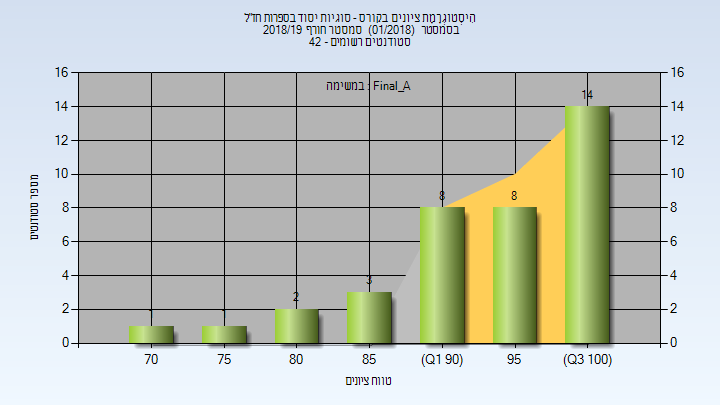 היסטוגרמת ציונים בקורס - סוגיות יסוד בספרות חז"ל
בסמסטר (01/2018) סמסטר חורף 2018/19
סטודנטים רשומים - 42
במשימה : Final_A
מספר סטודנטים
16 16
14 14
12 12
10 10
8 8
6 6
4 4
2 2
0 0
1 1 2 3 8 8 14
70 75 80 85 (Q1 90) 95 (Q3 100)
טווח ציונים